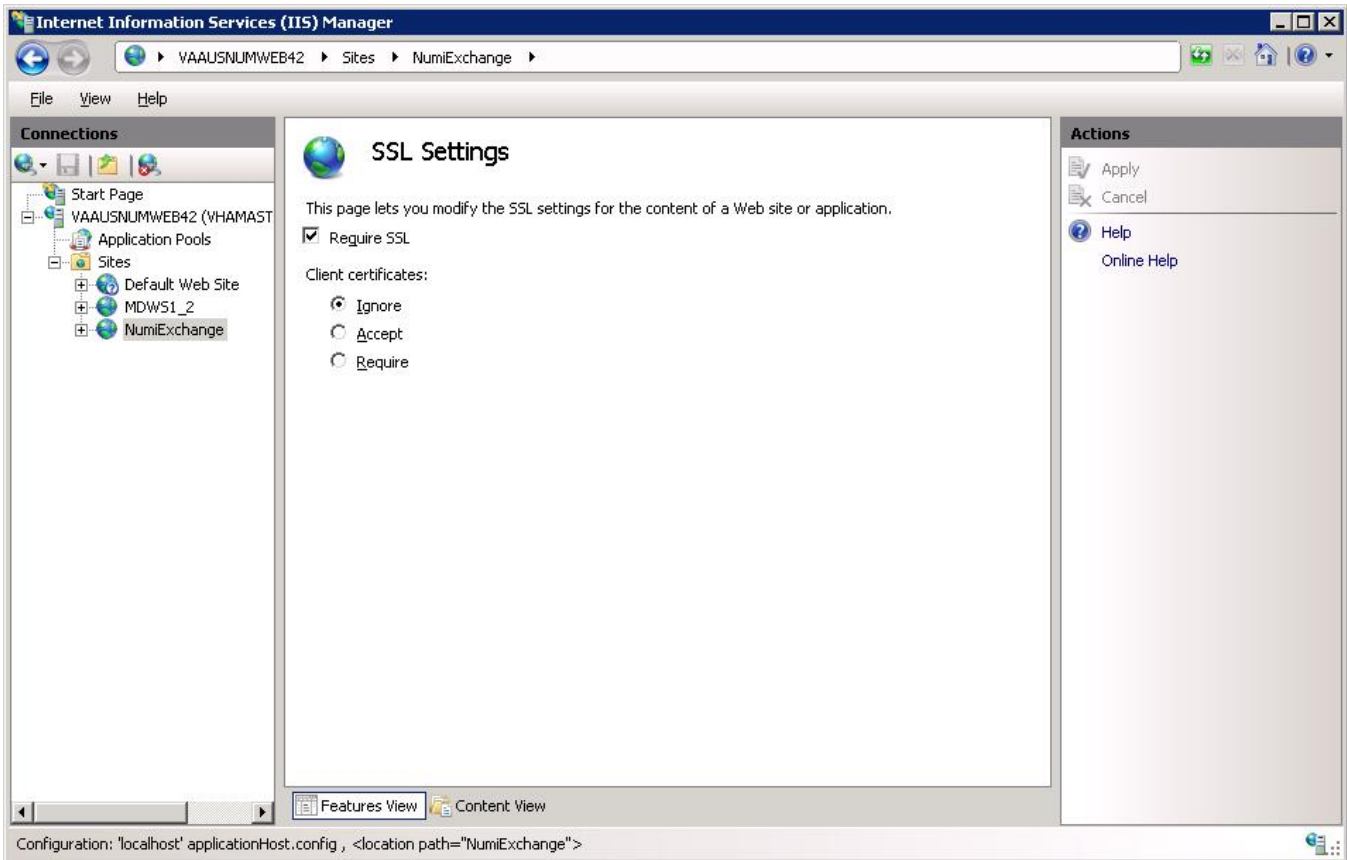 Internet Information Services (IIS) Manager
VAAUSNUMWEB42 Sites NumiExchange
File View Help
Connections
Start Page
VAAUSNUMWEB42 (VHAMAST
Application Pools
Sites
Default Web Site
MDWS1_2
NumiExchange
SSL Settings
This page lets you modify the SSL settings for the content of a Web site or application.
Require SSL
Client certificates:
Ignore
Accept
Require
Features View Content View
Actions
Apply
Cancel
Help
Online Help
Configuration: 'localhost' applicationHost.config , <location path="NumiExchange">